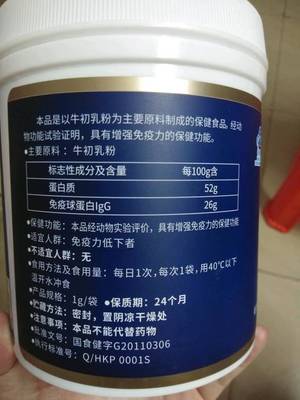 本品是以牛初乳粉为主要原料制成的保健食品,经动
物功能试验证明,具有增强免疫力的保健功能。
●主要原料:牛初乳粉
标志性成分及含量 每100g含
蛋白质 52g
免疫球蛋白IgG 26g
●保健功能:本品经动物实验评价,具有增强免疫力的保健功能
●适宜人群:免疫力低下者
●不适宜人群:无
●食用方法及食用量:每日1次,每次1袋,用40℃以下
温开水冲食
●产品规格:1g/袋 ●保质期:24个月
●贮藏方法:密封,置阴凉干燥处
●注意事项:本品不能代替药物
●批准文号:国食健字G20110306
●执行标准号:Q/HKP 0001S